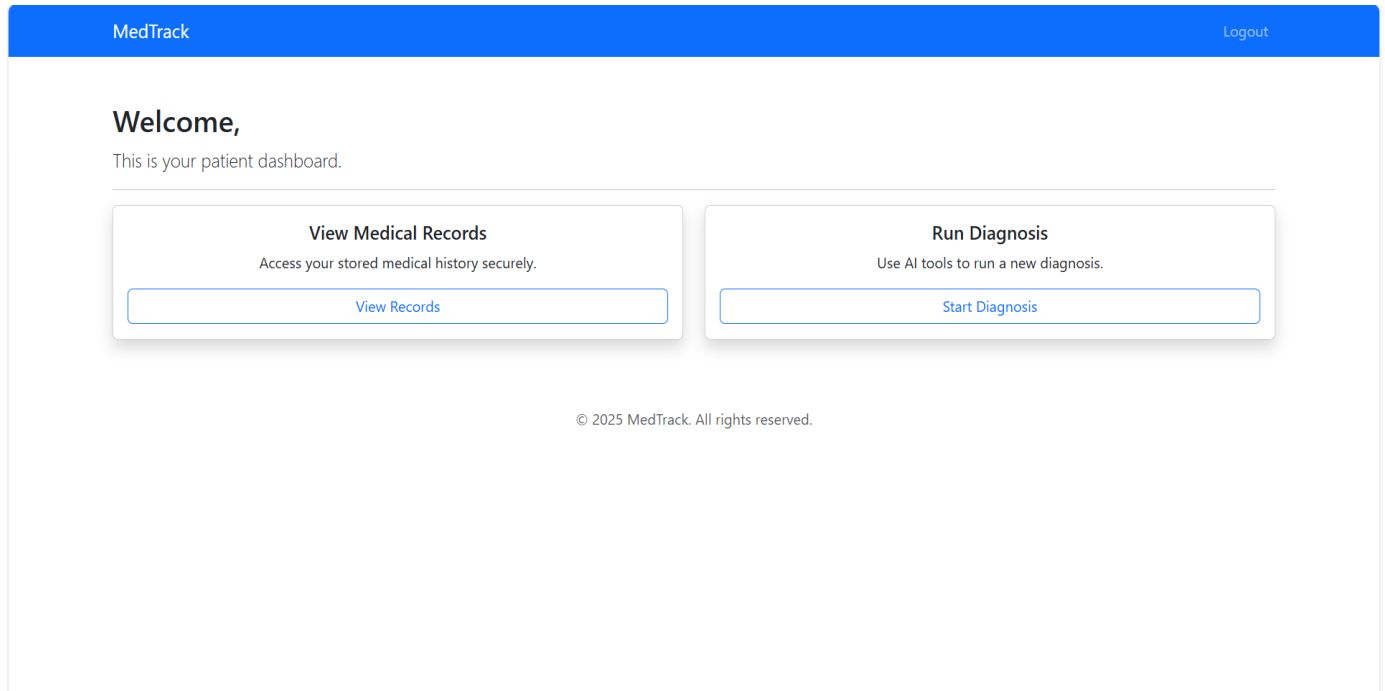 MedTrack
Logout
Welcome,
This is your patient dashboard.
View Medical Records
Access your stored medical history securely.
View Records
Run Diagnosis
Use AI tools to run a new diagnosis.
Start Diagnosis
© 2025 MedTrack. All rights reserved.